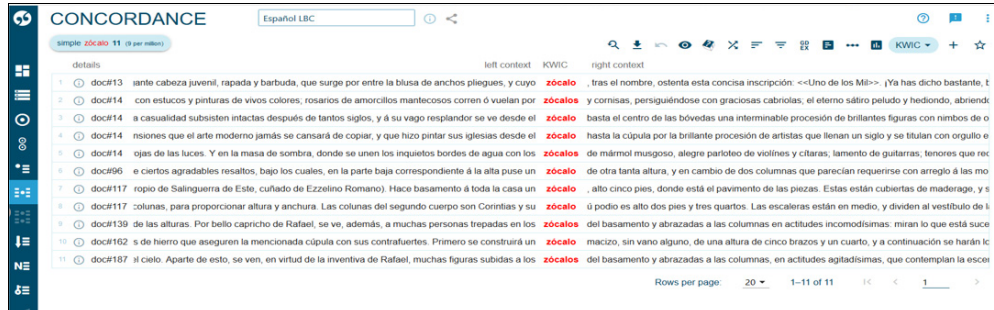 CONCORDANCE Español LBC
simple zócalo 11 (9 per million)
KWIC
details left context KWIC right context
1 doc#13 ante cabeza juvenil, rapada y barbuda, que surge por entre la blusa de anchos pliegues, y cuyo zócalo , tras el nombre, ostenta esta concisa inscripción: <<Uno de los Mil>>. ¡Ya has dicho bastante,
2 doc#14 con estucos y pinturas de vivos colores; rosarios de amorcillos mantecosos corren ó vuelan por zócalos y cornisas, persiguiéndose con graciosas cabriolas; el eterno sátiro peludo y hediondo, abriendo
3 doc#14 a casualidad subsisten intactas después de tantos siglos, y á su vago resplandor se ve desde el zócalo basta el centro de las bóvedas una interminable procesión de brillantes figuras con nimbos de o
4 doc#14 nsiones que el arte moderno jamás se cansará de copiar, y que hizo pintar sus iglesias desde el zócalo hasta la cúpula por la brillante procesión de artistas que llenan un siglo y se titulan con orgullo e
5 doc#14 ojas de las luces. Y en la masa de sombra, donde se unen los inquietos bordes de agua con los zócalos de mármol musgoso, alegre parloteo de violínes y cítaras; lamento de guitarras; tenores que rec
6 doc#96 e ciertos agradables resaltos, bajo los cuales, en la parte baja correspondiente á la alta puse un zócalo de otra tanta altura, y en cambio de dos columnas que parecían requerirse con arreglo á las mo
7 doc#117 ropio de Salinguerra de Este, cuñado de Ezzelino Romano). Hace basamento á toda la casa un zócalo , alto cinco pies, donde está el pavimento de las piezas. Estas están cubiertas de maderage, y s
8 doc#117 colunas, para proporcionar altura y anchura. Las colunas del segundo cuerpo son Corintias y su zócalo ú podio es alto dos pies y tres quartos. Las escaleras están en medio, y dividen al vestíbulo de l
9 doc#139 de las alturas. Por bello capricho de Rafael, se ve, además, a muchas personas trepadas en los zócalos del basamento y abrazadas a las columnas en actitudes incomodísimas: miran lo que está suce
10 doc#162 s de hierro que aseguren la mencionada cúpula con sus contrafuertes. Primero se construirá un zócalo macizo, sin vano alguno, de una altura de cinco brazos y un cuarto, y a continuación se harán lo
11 doc#187 el cielo. Aparte de esto, se ven, en virtud de la inventiva de Rafael, muchas figuras subidas a los zócalos del basamento y abrazadas a las columnas, en actitudes agitadísimas, que contemplan la escen
Rows per page: 20 1–11 of 11 1